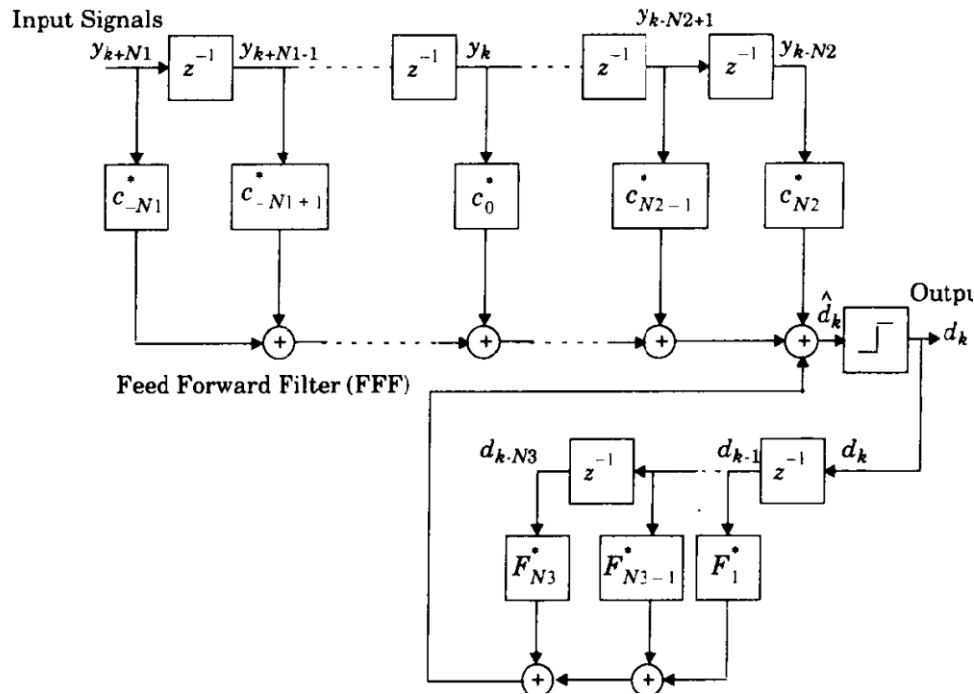 Input Signals
y_{k+N1} z^{-1} y_{k+N1-1} z^{-1} y_k z^{-1} y_{k-N2+1} z^{-1} y_{k-N2}
c^*_{-N1} c^*_{-N1+1} c^*_0 c^*_{N2-1} c^*_{N2}
+ + + + \hat{d}_k Output d_k
Feed Forward Filter (FFF)
d_{k-N3} z^{-1} d_{k-1} z^{-1} d_k
F^*_{N3} F^*_{N3-1} F^*_1
+ +